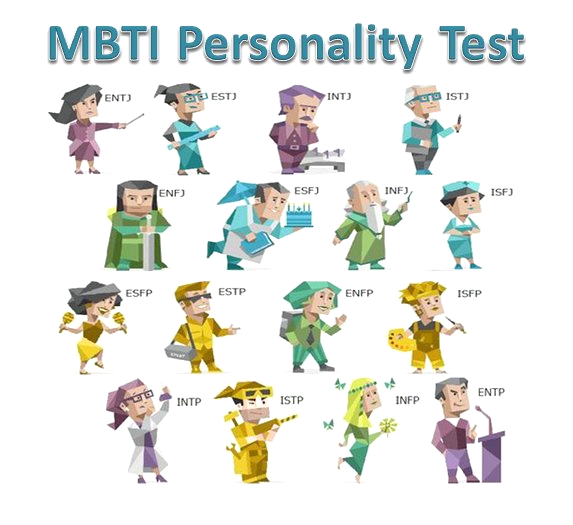 MBTI Personality Test
ENTJ ESTJ INTJ ISTJ
ENFJ ESFJ INFJ ISFJ
ESFP ESTP ENFP ISFP
INTP ISTP INFP ENTP